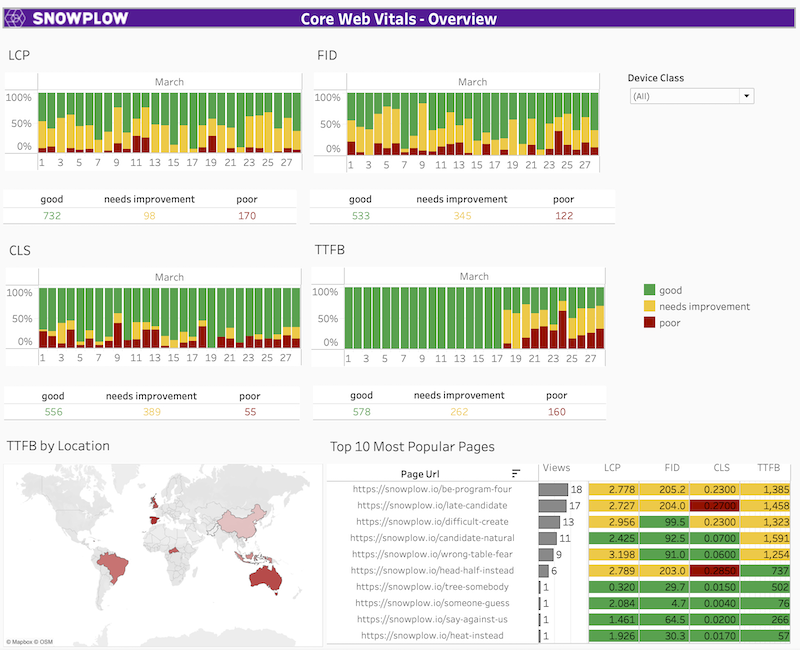 SNOWPLOW
Core Web Vitals - Overview
LCP
March
100%
50%
0%
1 3 5 7 9 11 13 15 17 19 21 23 25 27
good needs improvement poor
732 98 170
FID
March
100%
50%
0%
1 3 5 7 9 11 13 15 17 19 21 23 25 27
good needs improvement poor
533 345 122
Device Class
(All)
CLS
March
100%
50%
0%
1 3 5 7 9 11 13 15 17 19 21 23 25 27
good needs improvement poor
556 389 55
TTFB
March
100%
50%
0%
1 3 5 7 9 11 13 15 17 19 21 23 25 27
good needs improvement poor
578 262 160
good
needs improvement
poor
TTFB by Location
© Mapbox © OSM
Top 10 Most Popular Pages
Page Url Views LCP FID CLS TTFB
https://snowplow.io/be-program-four 18 2.778 205.2 0.2300 1,385
https://snowplow.io/late-candidate 17 2.727 204.0 0.2700 1,458
https://snowplow.io/difficult-create 13 2.956 99.5 0.2300 1,323
https://snowplow.io/candidate-natural 11 2.425 92.5 0.0700 1,591
https://snowplow.io/wrong-table-fear 9 3.198 91.0 0.0600 1,254
https://snowplow.io/head-half-instead 6 2.789 203.0 0.2850 737
https://snowplow.io/tree-somebody 1 0.320 29.7 0.0150 502
https://snowplow.io/someone-guess 1 2.084 4.7 0.0040 76
https://snowplow.io/say-against-us 1 1.461 64.5 0.0200 266
https://snowplow.io/heat-instead 1 1.926 30.3 0.0170 57